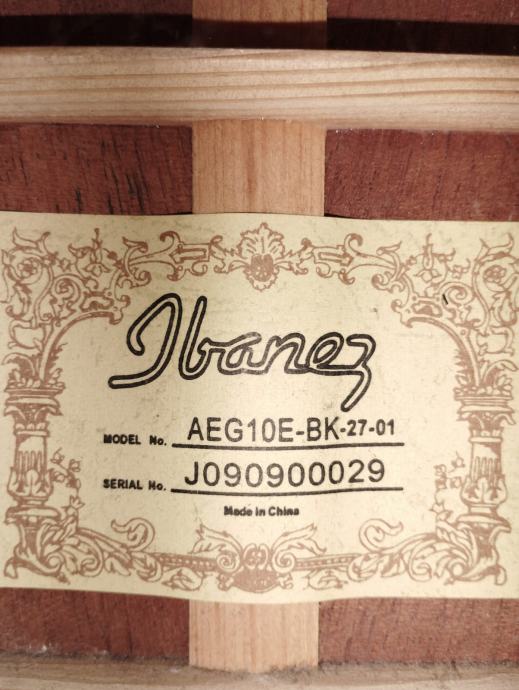 Ibanez
MODEL No. AEG10E-BK-27-01
SERIAL No. J090900029
Made in China